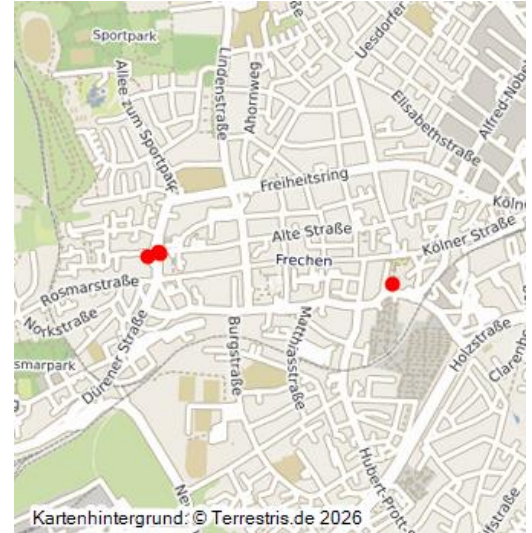 Sportpark
Uesdorfer
Allee zum Sportpark
Lindenstraße
Ahornweg
Elisabethstraße
Alfred-Nobel
Freiheitsring
Köln
Alte Straße
Kölner Straße
Frechen
Rosmarstraße
Norkstraße
smarpark
Dürener Straße
Burgstraße
Matthiasstraße
Holzstraße
Clarenh
Hubert-Prott-
Kartenhintergrund: © Terrestris.de 2026